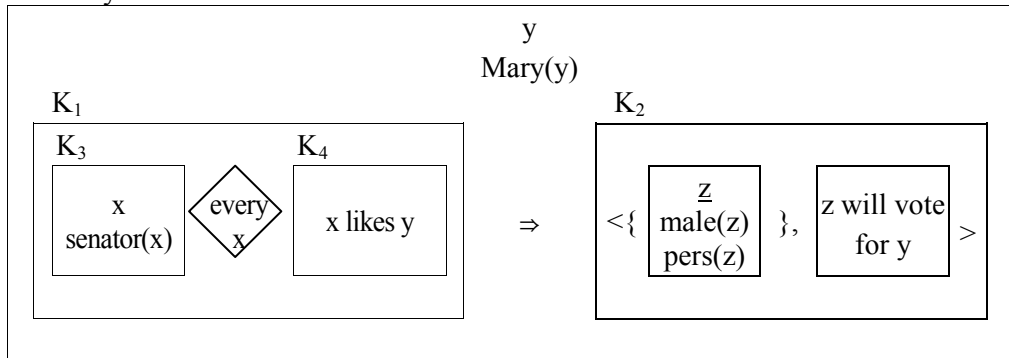 y
Mary(y)
K₁ K₂
K₃ K₄
x every x likes y ⇒ <{ z }, z will vote >
senator(x) x male(z) for y
pers(z)